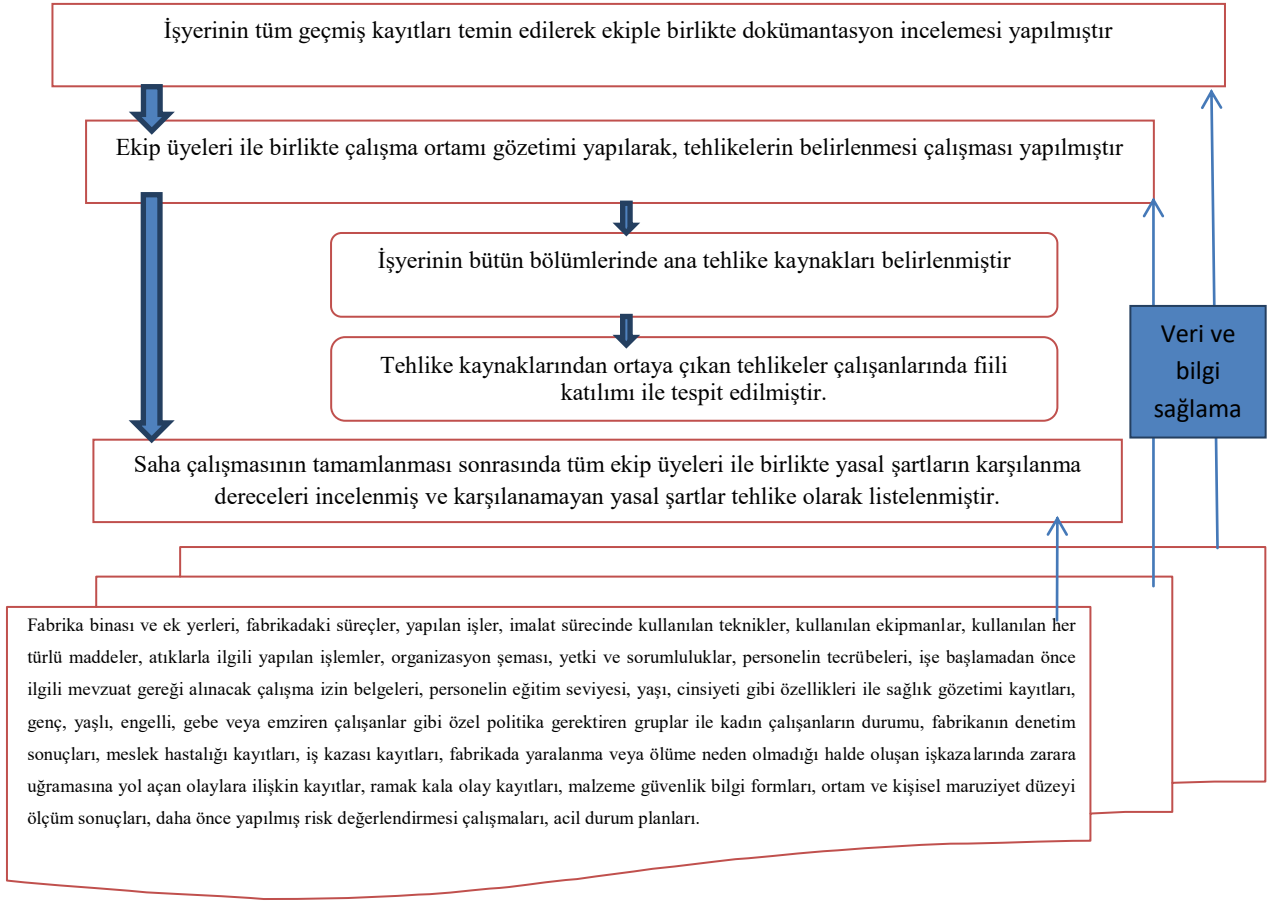 İşyerinin tüm geçmiş kayıtları temin edilerek ekiple birlikte dokümantasyon incelemesi yapılmıştır
Ekip üyeleri ile birlikte çalışma ortamı gözetimi yapılarak, tehlikelerin belirlenmesi çalışması yapılmıştır
İşyerinin bütün bölümlerinde ana tehlike kaynakları belirlenmiştir
Tehlike kaynaklarından ortaya çıkan tehlikeler çalışanlarında fiili
katılımı ile tespit edilmiştir.
Veri ve
bilgi
sağlama
Saha çalışmasının tamamlanması sonrasında tüm ekip üyeleri ile birlikte yasal şartların karşılanma
dereceleri incelenmiş ve karşılanamayan yasal şartlar tehlike olarak listelenmiştir.
Fabrika binası ve ek yerleri, fabrikadaki süreçler, yapılan işler, imalat sürecinde kullanılan teknikler, kullanılan ekipmanlar, kullanılan her
türlü maddeler, atıklarla ilgili yapılan işlemler, organizasyon şeması, yetki ve sorumluluklar, personelin tecrübeleri, işe başlamadan önce
ilgili mevzuat gereği alınacak çalışma izin belgeleri, personelin eğitim seviyesi, yaşı, cinsiyeti gibi özellikleri ile sağlık gözetimi kayıtları,
genç, yaşlı, engelli, gebe veya emziren çalışanlar gibi özel politika gerektiren gruplar ile kadın çalışanların durumu, fabrikanın denetim
sonuçları, meslek hastalığı kayıtları, iş kazası kayıtları, fabrikada yaralanma veya ölüme neden olmadığı halde oluşan işkazalarında zarara
uğramasına yol açan olaylara ilişkin kayıtlar, ramak kala olay kayıtları, malzeme güvenlik bilgi formları, ortam ve kişisel maruziyet düzeyi
ölçüm sonuçları, daha önce yapılmış risk değerlendirmesi çalışmaları, acil durum planları.